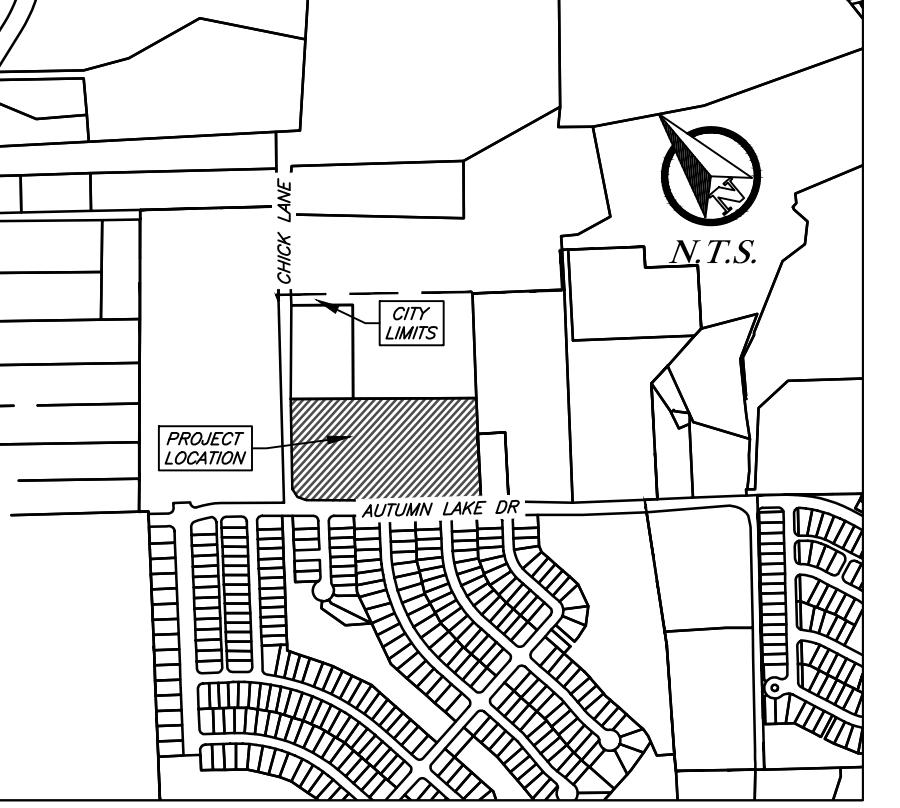 CHICK LANE
N
N.T.S.
CITY
LIMITS
PROJECT
LOCATION
AUTUMN LAKE DR